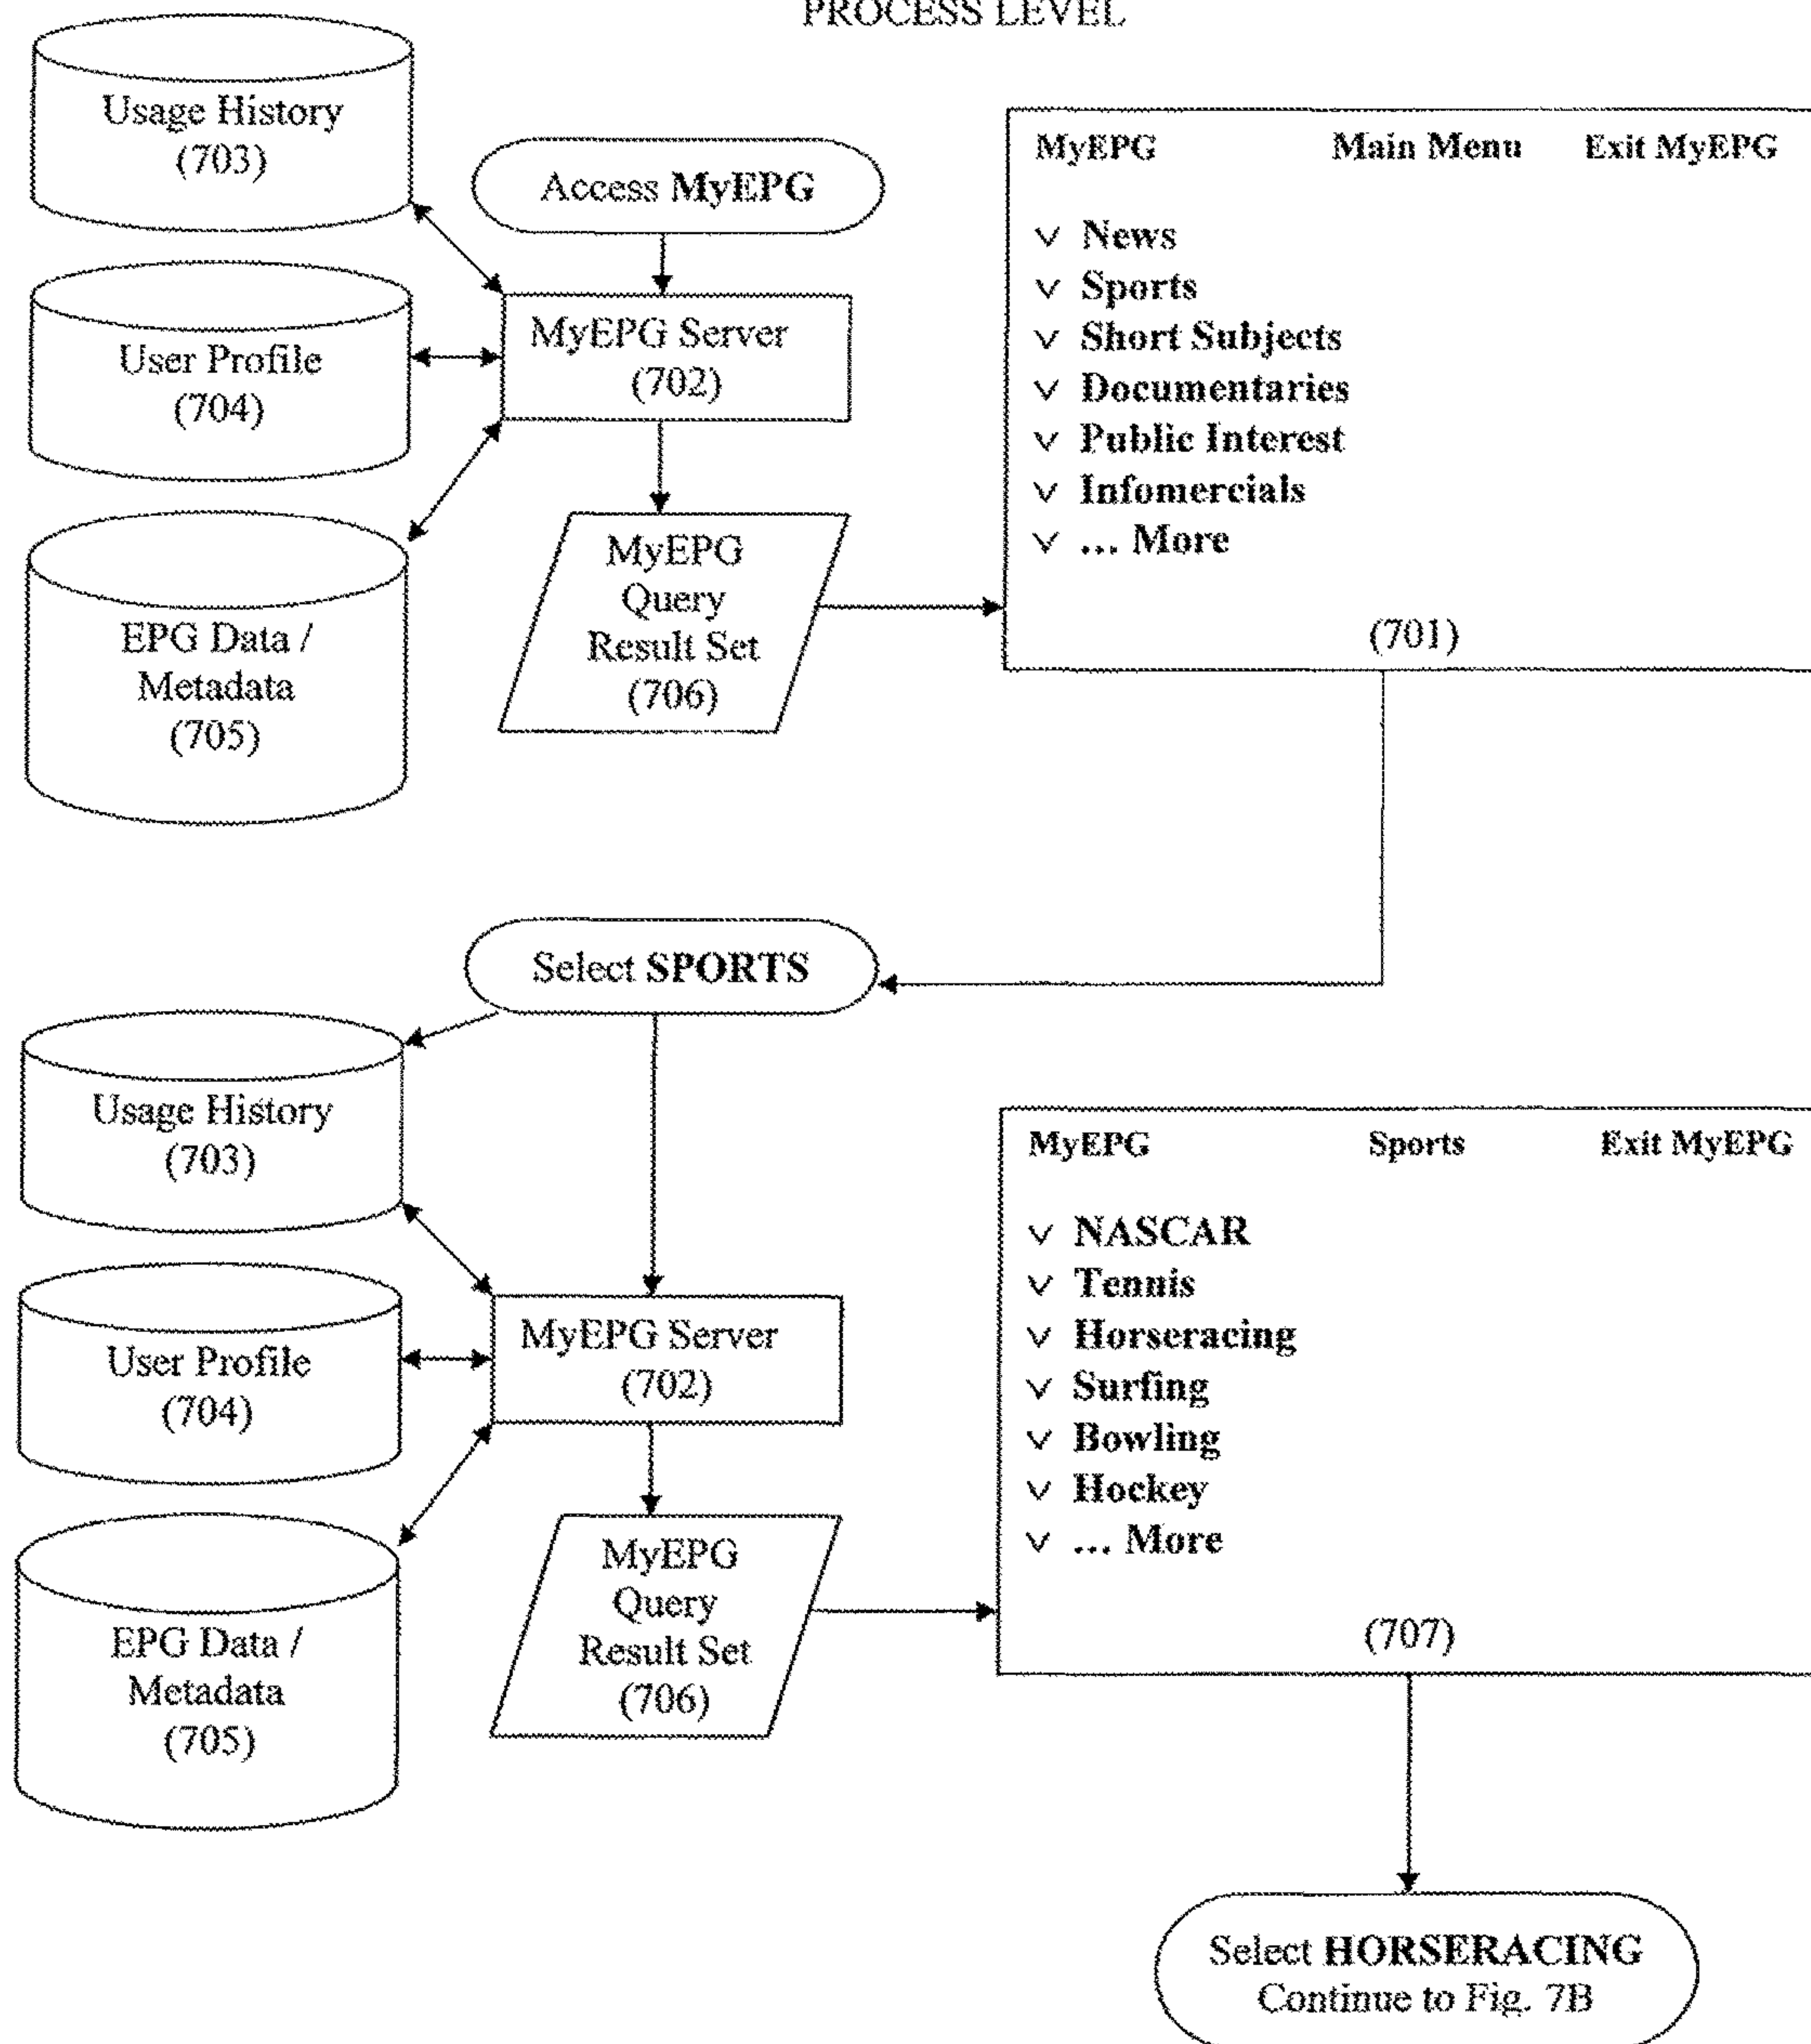 PROCESS LEVEL
Usage History
(703)
Access MyEPG
User Profile
(704)
MyEPG Server
(702)
EPG Data /
Metadata
(705)
MyEPG
Query
Result Set
(706)
MyEPG Main Menu Exit MyEPG
∨ News
∨ Sports
∨ Short Subjects
∨ Documentaries
∨ Public Interest
∨ Infomercials
∨ ... More
(701)
Select SPORTS
Usage History
(703)
User Profile
(704)
MyEPG Server
(702)
EPG Data /
Metadata
(705)
MyEPG
Query
Result Set
(706)
MyEPG Sports Exit MyEPG
∨ NASCAR
∨ Tennis
∨ Horseracing
∨ Surfing
∨ Bowling
∨ Hockey
∨ ... More
(707)
Select HORSERACING
Continue to Fig. 7B